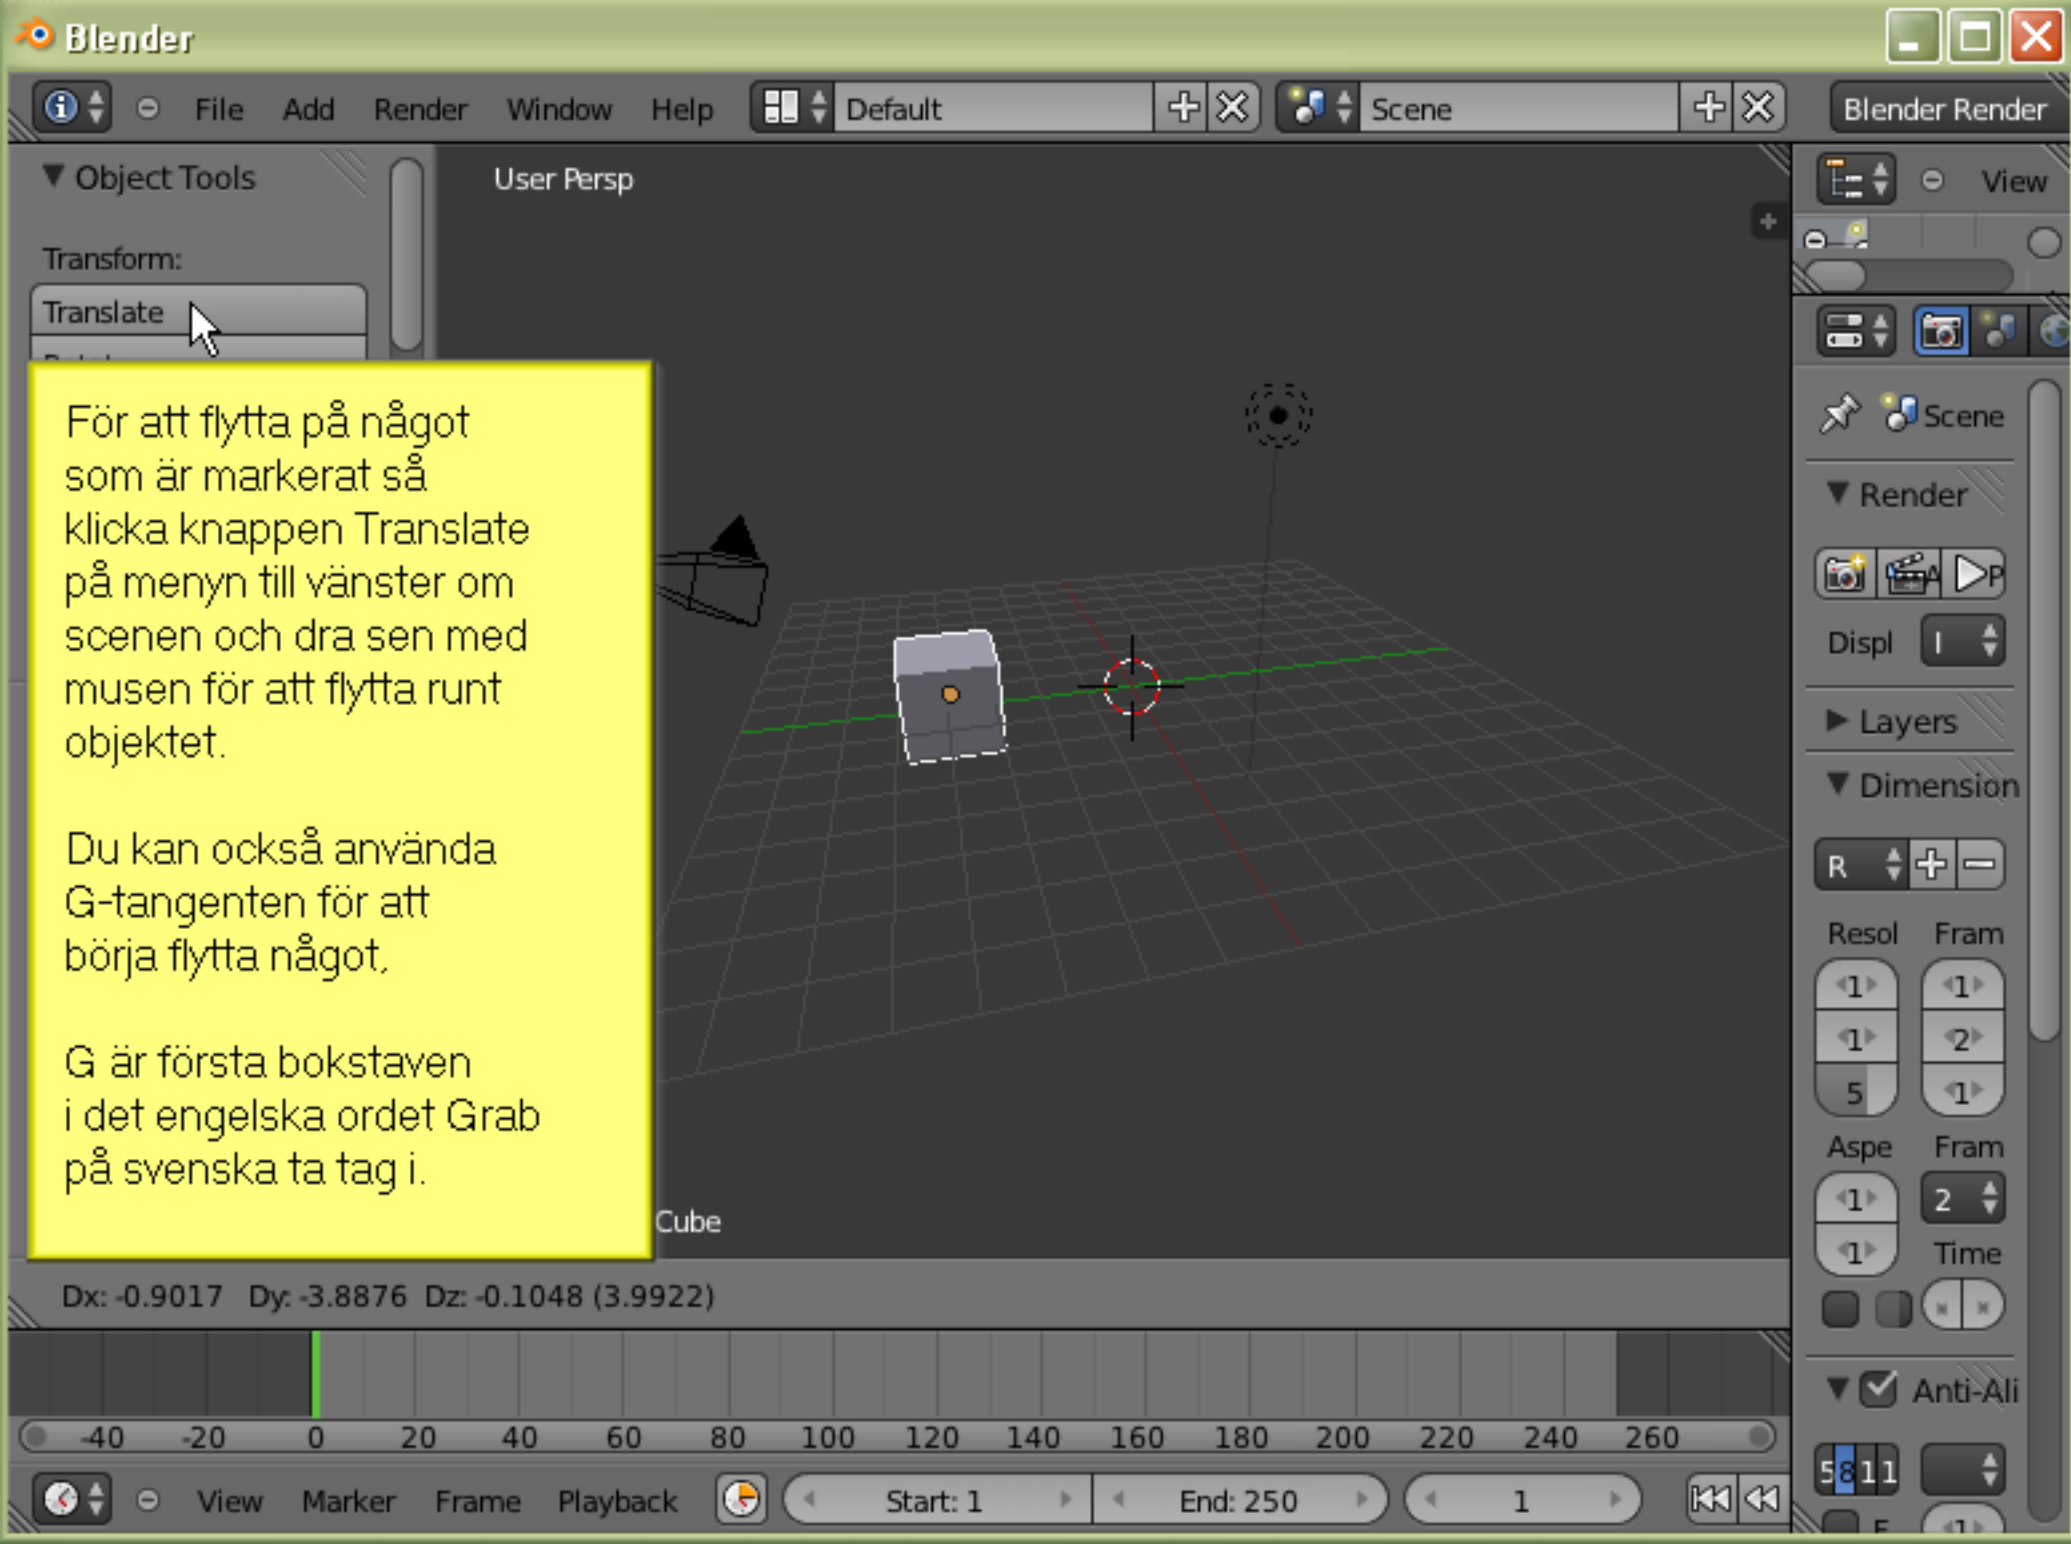 Blender
File Add Render Window Help Default Scene Blender Render
Object Tools
User Persp
View
Transform:
Translate
För att flytta på något
som är markerat så
klicka knappen Translate
på menyn till vänster om
scenen och dra sen med
musen för att flytta runt
objektet.
Du kan också använda
G-tangenten för att
börja flytta något,
G är första bokstaven
i det engelska ordet Grab
på svenska ta tag i.
Cube
Scene
Render
A P
Displ I
Layers
Dimension
R
Resol Fram
1 1
1 2
5 1
Aspe Fram
1 2
1 Time
Anti-Ali
5 8 11
1
Dx: -0.9017 Dy: -3.8876 Dz: -0.1048 (3.9922)
-40 -20 0 20 40 60 80 100 120 140 160 180 200 220 240 260
View Marker Frame Playback Start: 1 End: 250 1